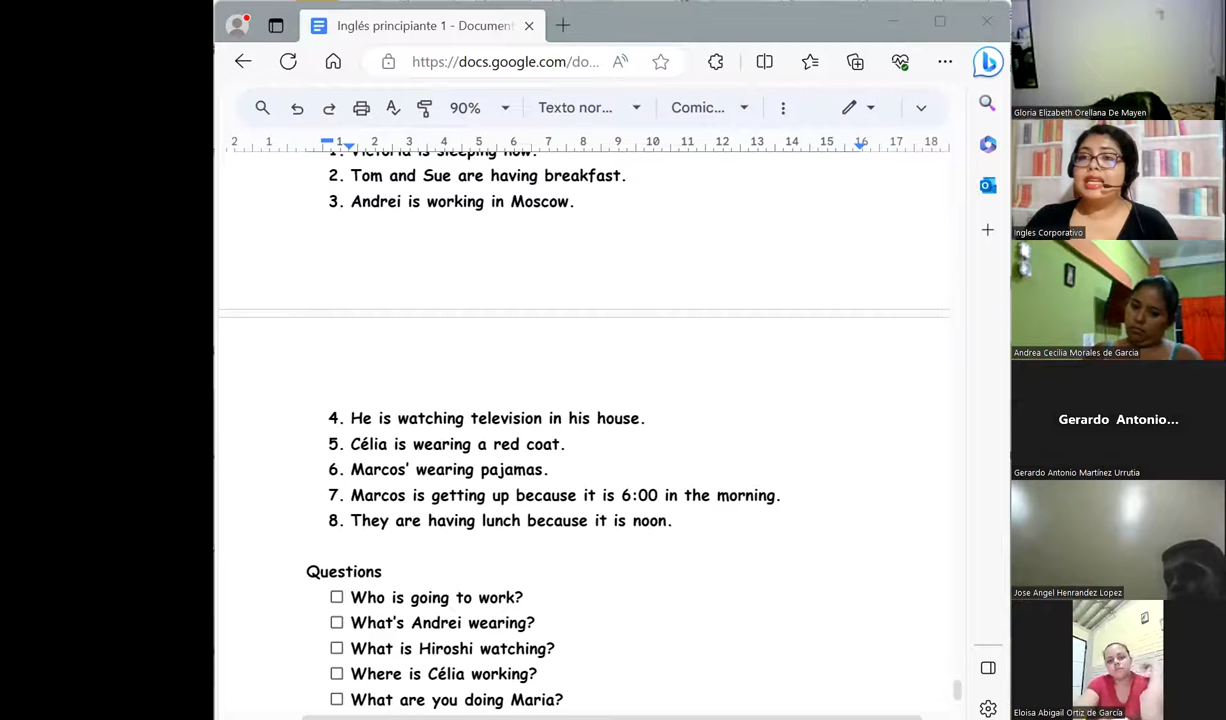 Inglés principiante 1 - Document
https://docs.google.com/do...
90%
Texto nor...
Comic...
2 1 1 2 3 4 5 6 7 8 9 10 11 12 13 14 15 16 17 18
1. Victoria is sleeping now.
2. Tom and Sue are having breakfast.
3. Andrei is working in Moscow.
4. He is watching television in his house.
5. Célia is wearing a red coat.
6. Marcos' wearing pajamas.
7. Marcos is getting up because it is 6:00 in the morning.
8. They are having lunch because it is noon.
Questions
Who is going to work?
What's Andrei wearing?
What is Hiroshi watching?
Where is Célia working?
What are you doing Maria?
Gloria Elizabeth Orellana De Mayen
Ingles Corporativo
Andrea Cecilia Morales de Garcia
Gerardo Antonio...
Gerardo Antonio Martínez Urrutia
Jose Angel Henrandez Lopez
Eloisa Abigail Ortiz de García